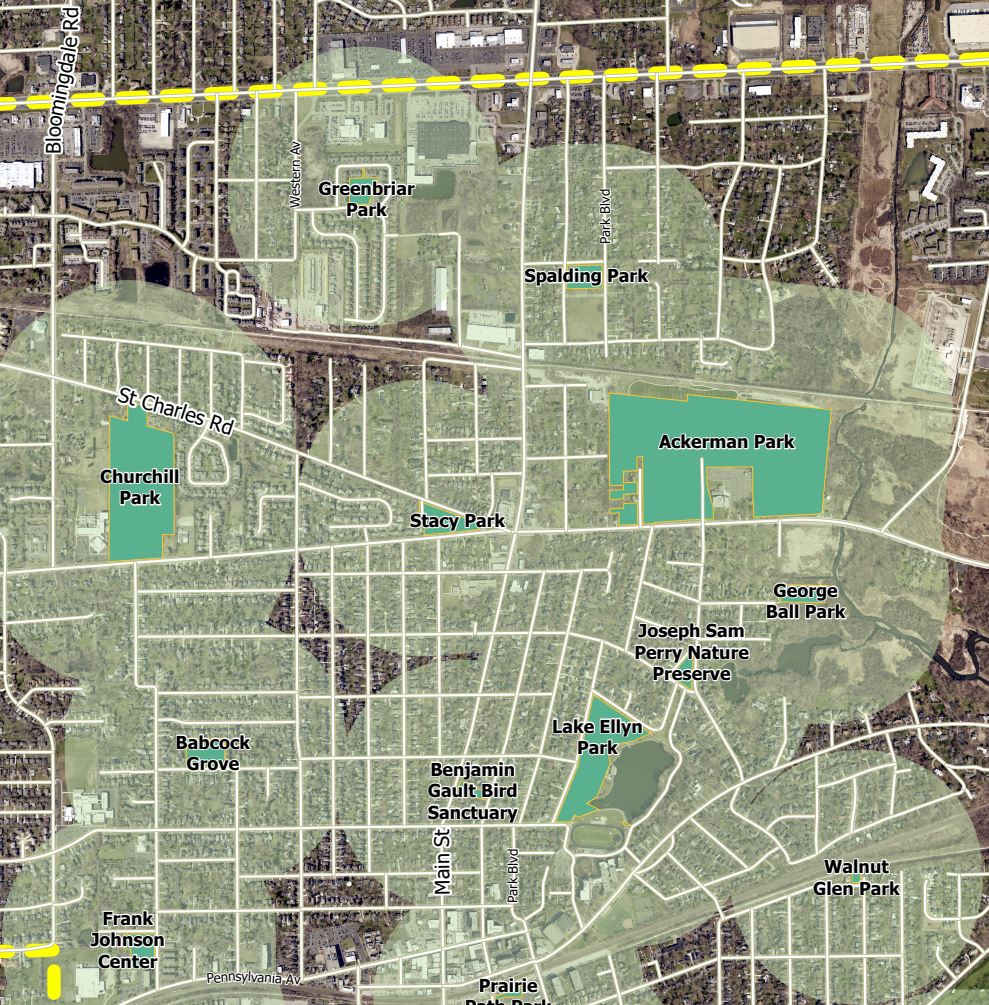 Bloomingdale Rd
Western Av
Greenbriar
Park
Park Blvd
Spalding Park
St Charles Rd
Ackerman Park
Churchill
Park
Stacy Park
George
Ball Park
Joseph Sam
Perry Nature
Preserve
Lake Ellyn
Park
Babcock
Grove
Benjamin
Gault Bird
Sanctuary
Main St
Park Blvd
Walnut
Glen Park
Frank
Johnson
Center
Pennsylvania Av
Prairie
Path Park